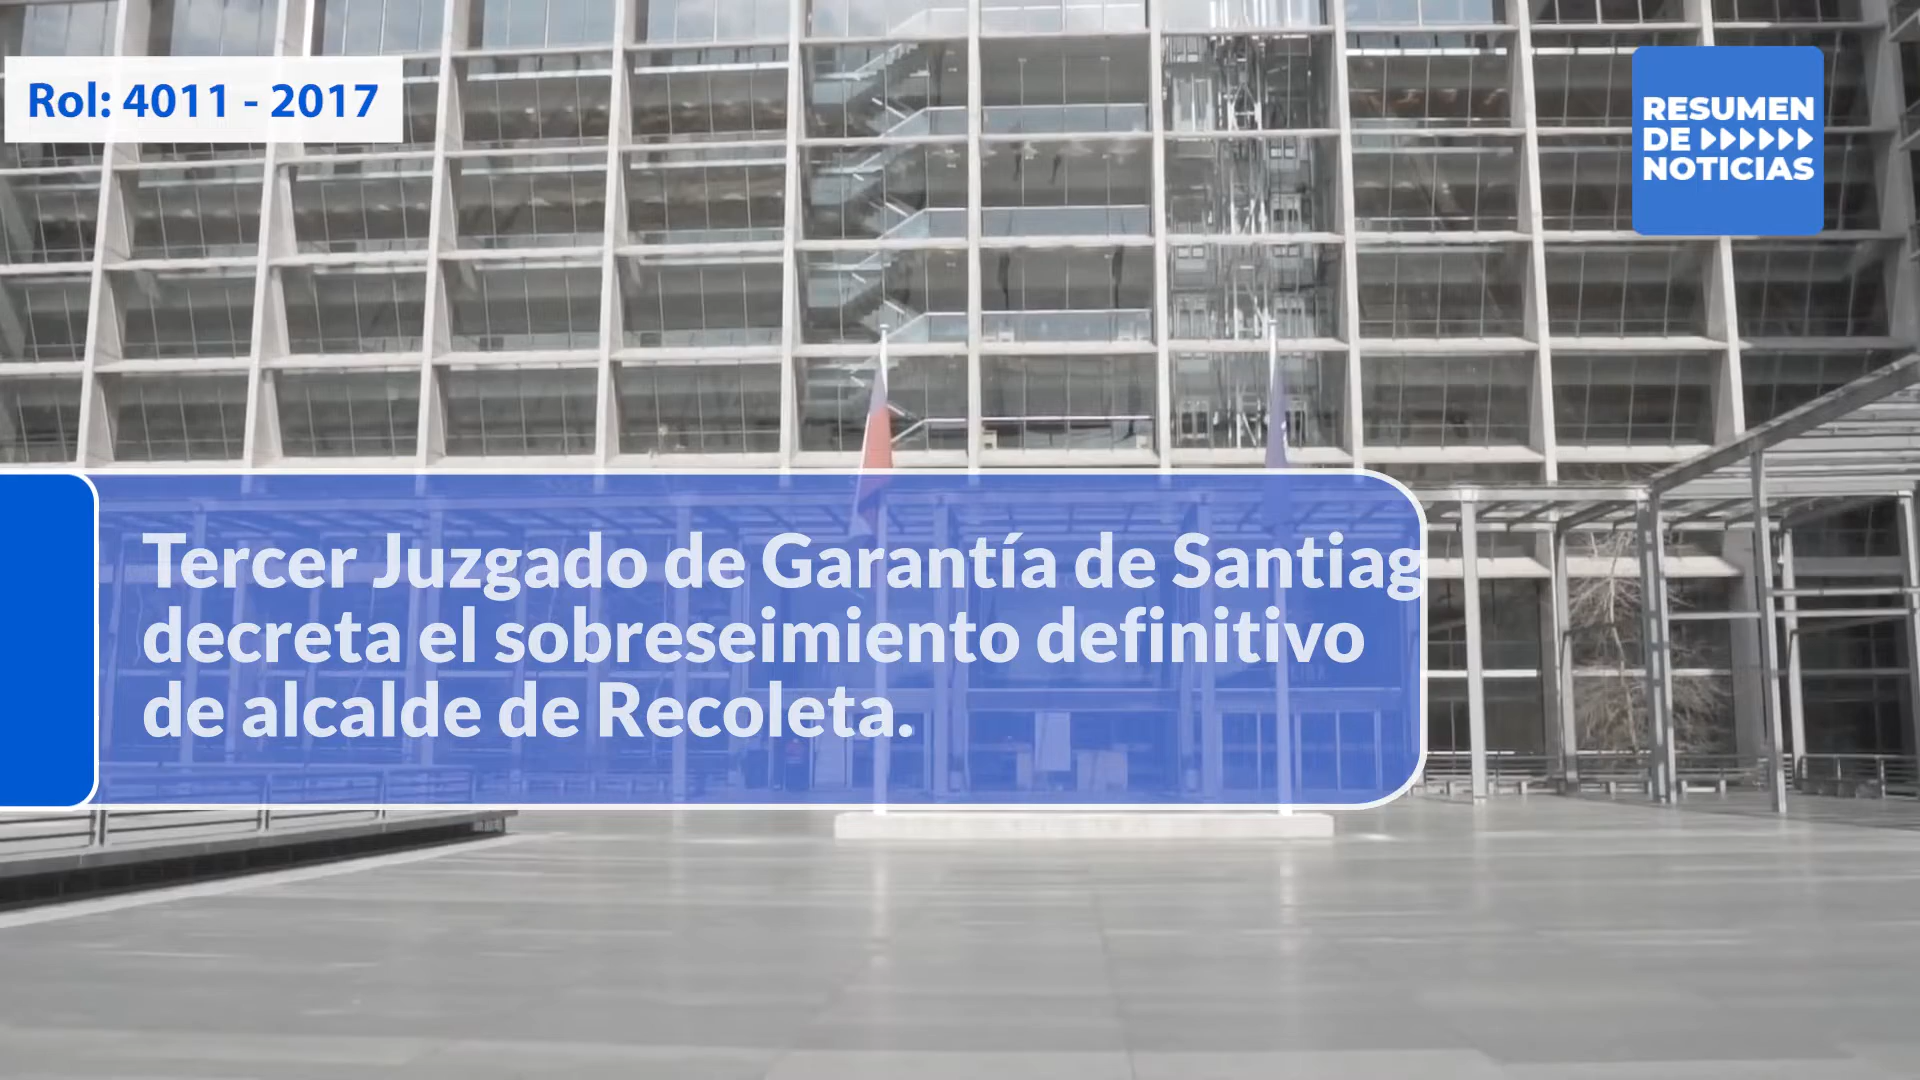 Rol: 4011 - 2017
RESUMEN
DE
NOTICIAS
Tercer Juzgado de Garantía de Santiag
decreta el sobreseimiento definitivo
de alcalde de Recoleta.